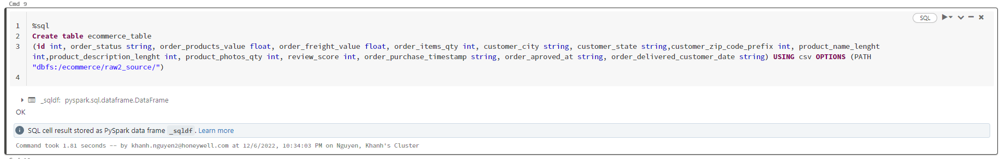 Cmd 9
SQL
1 %sql
2 Create table ecommerce_table
3 (id int, order_status string, order_products_value float, order_freight_value float, order_items_qty int, customer_city string, customer_state string,customer_zip_code_prefix int, product_name_lenght
int,product_description_lenght int, product_photos_qty int, review_score int, order_purchase_timestamp string, order_aproved_at string, order_delivered_customer_date string) USING csv OPTIONS (PATH
"dbfs:/ecommerce/raw2_source/")
4
_sqldf: pyspark.sql.dataframe.DataFrame
OK
SQL cell result stored as PySpark data frame _sqldf. Learn more
Command took 1.81 seconds -- by khanh.nguyen2@honeywell.com at 12/6/2022, 10:34:03 PM on Nguyen, Khanh's Cluster